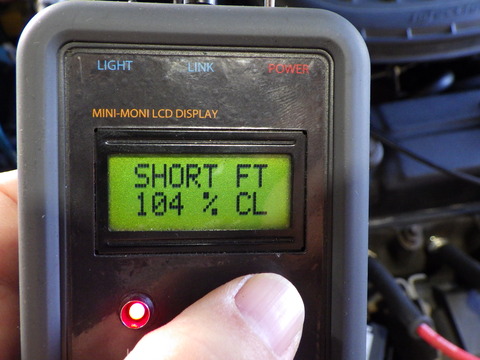 LIGHT LINK POWER
MINI-MONI LCD DISPLAY
SHORT FT
104 % CL